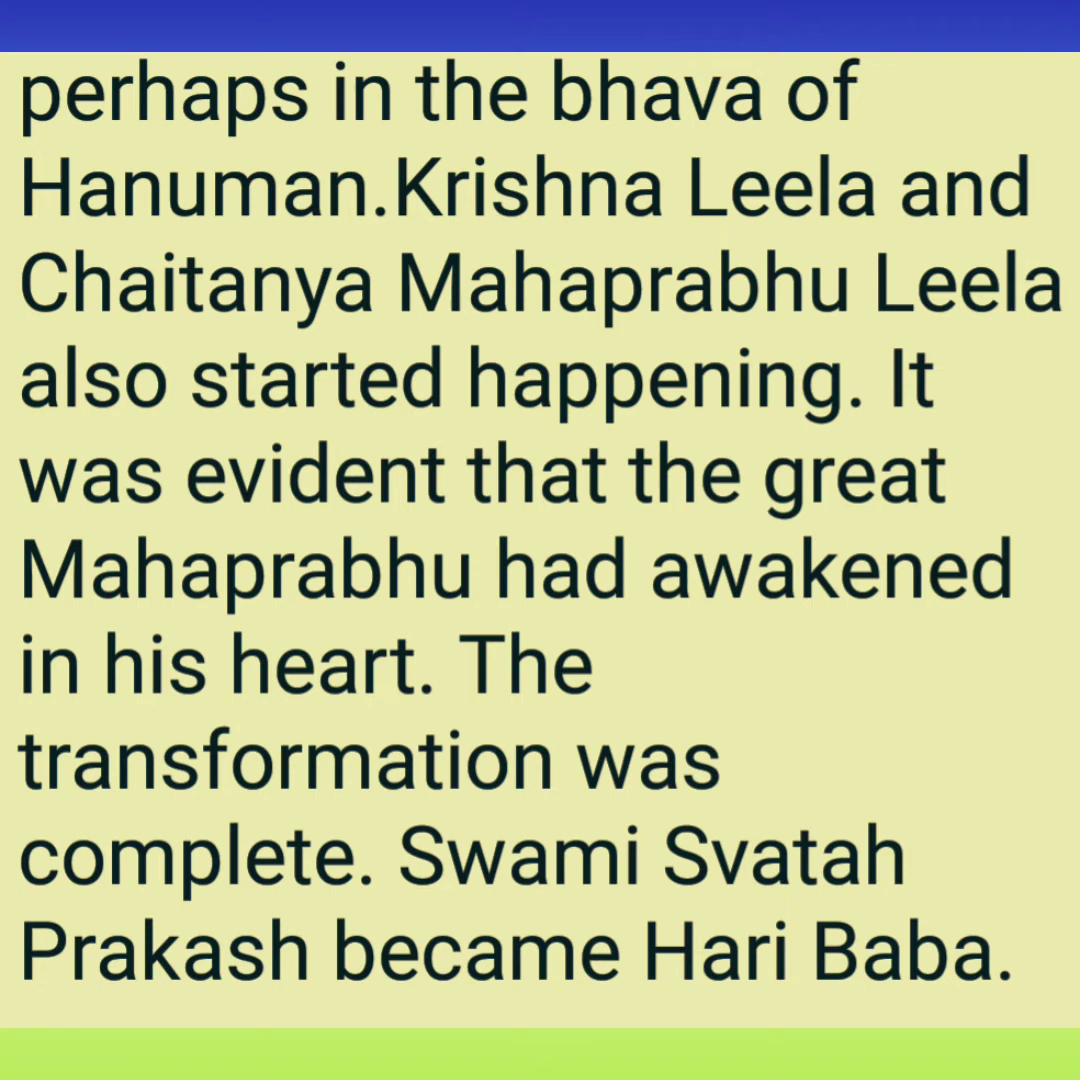 perhaps in the bhava of
Hanuman.Krishna Leela and
Chaitanya Mahaprabhu Leela
also started happening. It
was evident that the great
Mahaprabhu had awakened
in his heart. The
transformation was
complete. Swami Svatah
Prakash became Hari Baba.